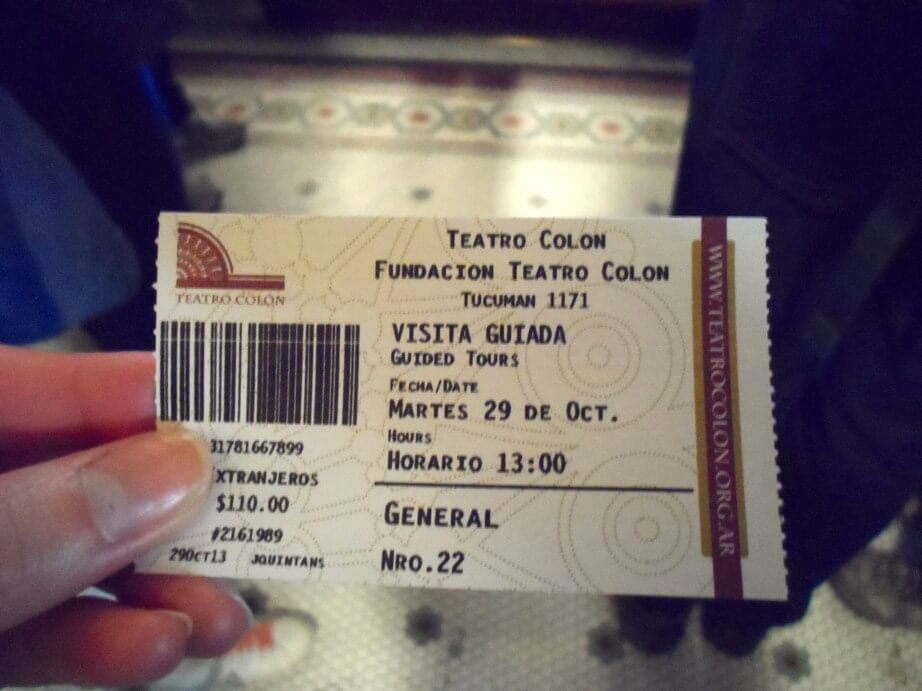 TEATRO COLÓN
31781667899
XTRANJEROS
$110.00
#2161989
29OCT13 JQUINTANS
TEATRO COLON
FUNDACION TEATRO COLON
TUCUMAN 1171
VISITA GUIADA
GUIDED TOURS
FECHA/DATE
MARTES 29 DE OCT.
HOURS
HORARIO 13:00
GENERAL
NRO.22
WWW.TEATROCOLON.ORG.AR